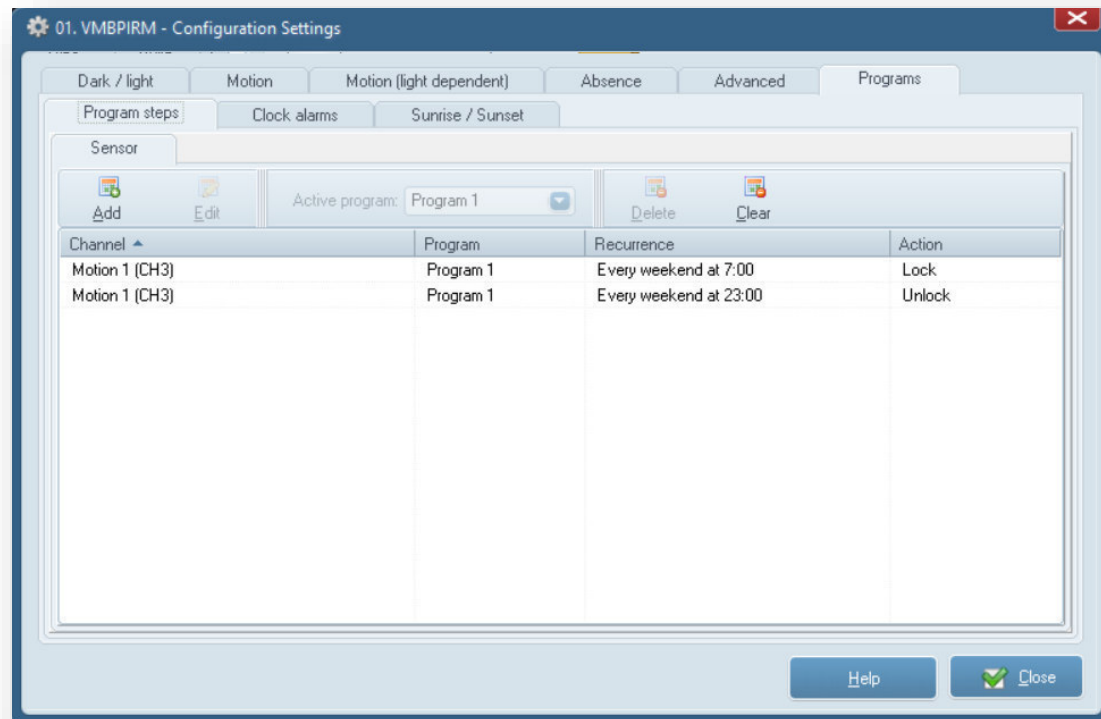 01. VMBPIRM - Configuration Settings
Dark / light Motion Motion (light dependent) Absence Advanced Programs
Program steps Clock alarms Sunrise / Sunset
Sensor
Add Edit Active program: Program 1 Delete Clear
Channel Program Recurrence Action
Motion 1 (CH3) Program 1 Every weekend at 7:00 Lock
Motion 1 (CH3) Program 1 Every weekend at 23:00 Unlock
Help Close